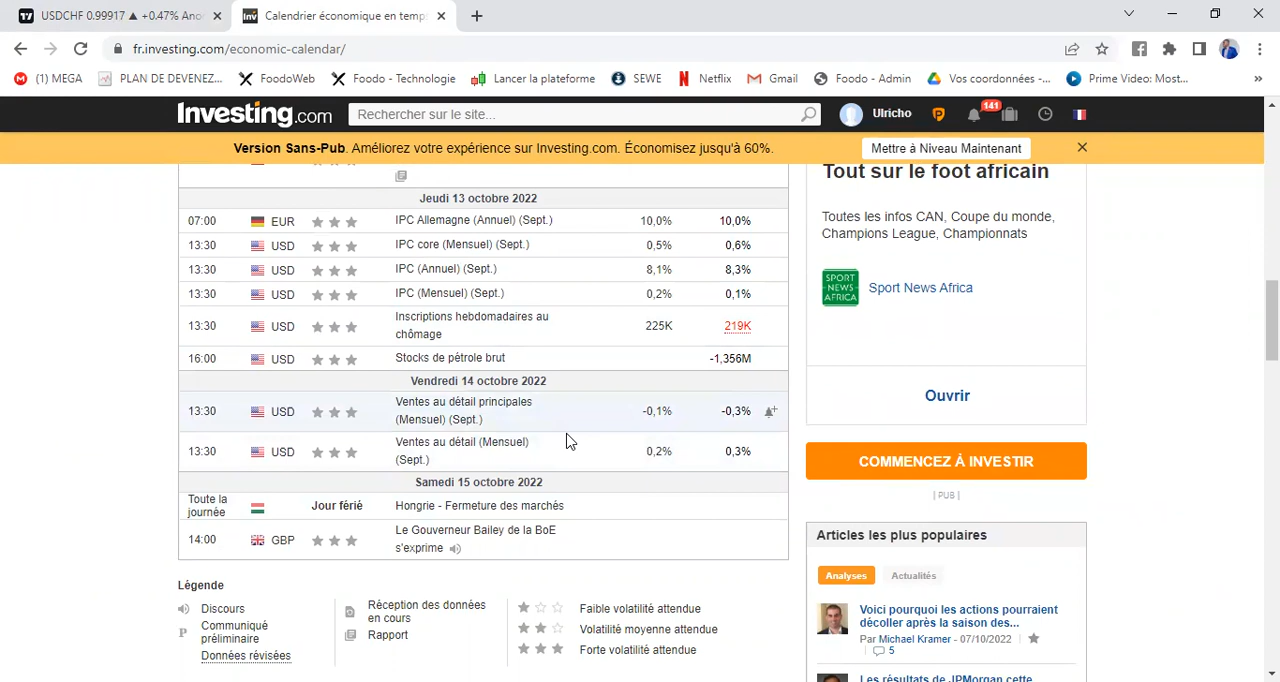 USDCHF 0.99917 ▲ +0.47% Ano
Calendrier économique en temps
fr.investing.com/economic-calendar/
(1) MEGA
PLAN DE DEVENEZ...
FoodoWeb
Foodo - Technologie
Lancer la plateforme
SEWE
Netflix
Gmail
Foodo - Admin
Vos coordonnées -...
Prime Video: Most...
»
Investing.com
Rechercher sur le site...
Ulricho
141
Version Sans-Pub. Améliorez votre expérience sur Investing.com. Économisez jusqu'à 60%.
Mettre à Niveau Maintenant
Jeudi 13 octobre 2022
07:00 EUR IPC Allemagne (Annuel) (Sept.) 10,0% 10,0%
13:30 USD IPC core (Mensuel) (Sept.) 0,5% 0,6%
13:30 USD IPC (Annuel) (Sept.) 8,1% 8,3%
13:30 USD IPC (Mensuel) (Sept.) 0,2% 0,1%
Inscriptions hebdomadaires au
13:30 USD 225K 219K
chômage
16:00 USD Stocks de pétrole brut -1,356M
Vendredi 14 octobre 2022
Ventes au détail principales
13:30 USD -0,1% -0,3%
(Mensuel) (Sept.)
Ventes au détail (Mensuel)
13:30 USD 0,2% 0,3%
(Sept.)
Samedi 15 octobre 2022
Toute la
journée
Jour férié Hongrie - Fermeture des marchés
Le Gouverneur Bailey de la BoE
14:00 GBP
s'exprime
Légende
Discours
P Communiqué
préliminaire
Données révisées
Réception des données
en cours
Rapport
Faible volatilité attendue
Volatilité moyenne attendue
Forte volatilité attendue
Tout sur le foot africain
Toutes les infos CAN, Coupe du monde,
Champions League, Championnats
SPORT
NEWS
AFRICA
Sport News Africa
Ouvrir
COMMENCEZ À INVESTIR
| PUB |
Articles les plus populaires
Analyses
Actualités
Voici pourquoi les actions pourraient
décoller après la saison des...
Par Michael Kramer - 07/10/2022
5
Les résultats de JPMorgan cette